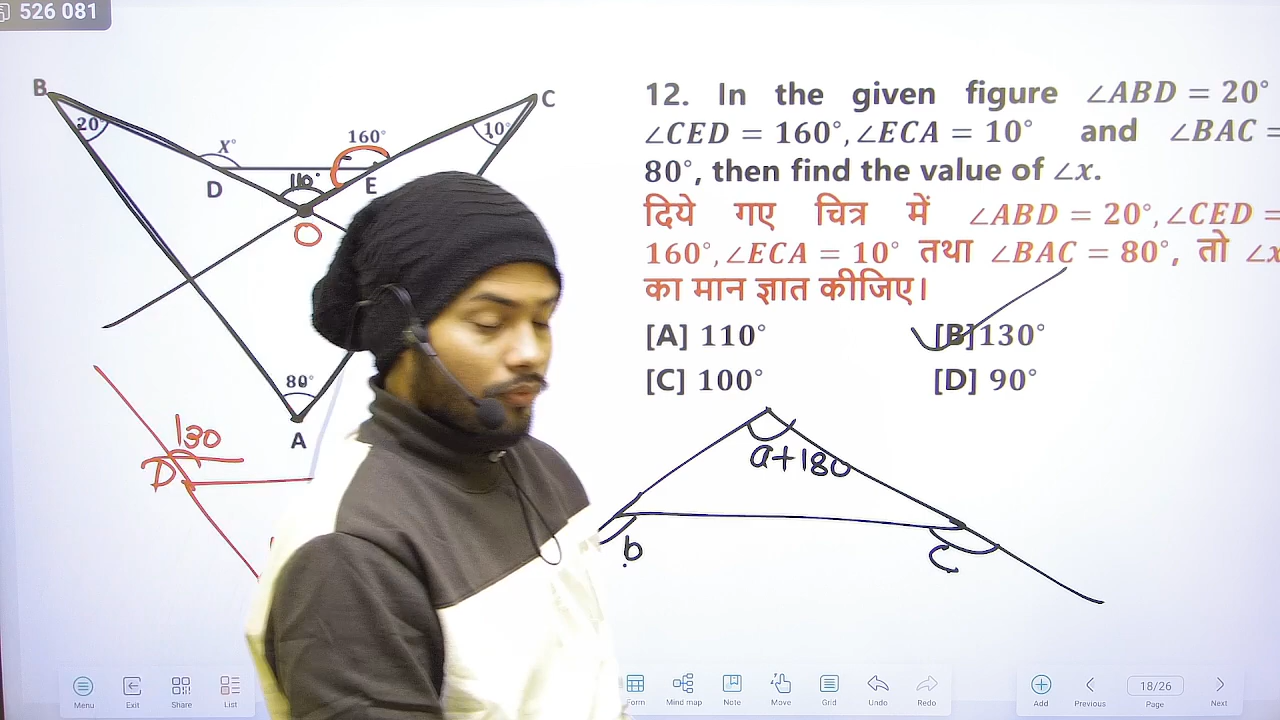 526 081
B
C
20°
10°
X°
160°
D
110°
E
O
80°
A
12. In the given figure ∠ABD = 20°
∠CED = 160°, ∠ECA = 10° and ∠BAC =
80°, then find the value of ∠x.
दिये गए चित्र में ∠ABD = 20°, ∠CED =
160°, ∠ECA = 10° तथा ∠BAC = 80°, तो ∠x
का मान ज्ञात कीजिए।
[A] 110° [B] 130°
[C] 100° [D] 90°
130
D
a+180
b
C
Menu Exit Share List Form Mind map Note Move Grid Undo Redo Add Previous 18/26 Page Next